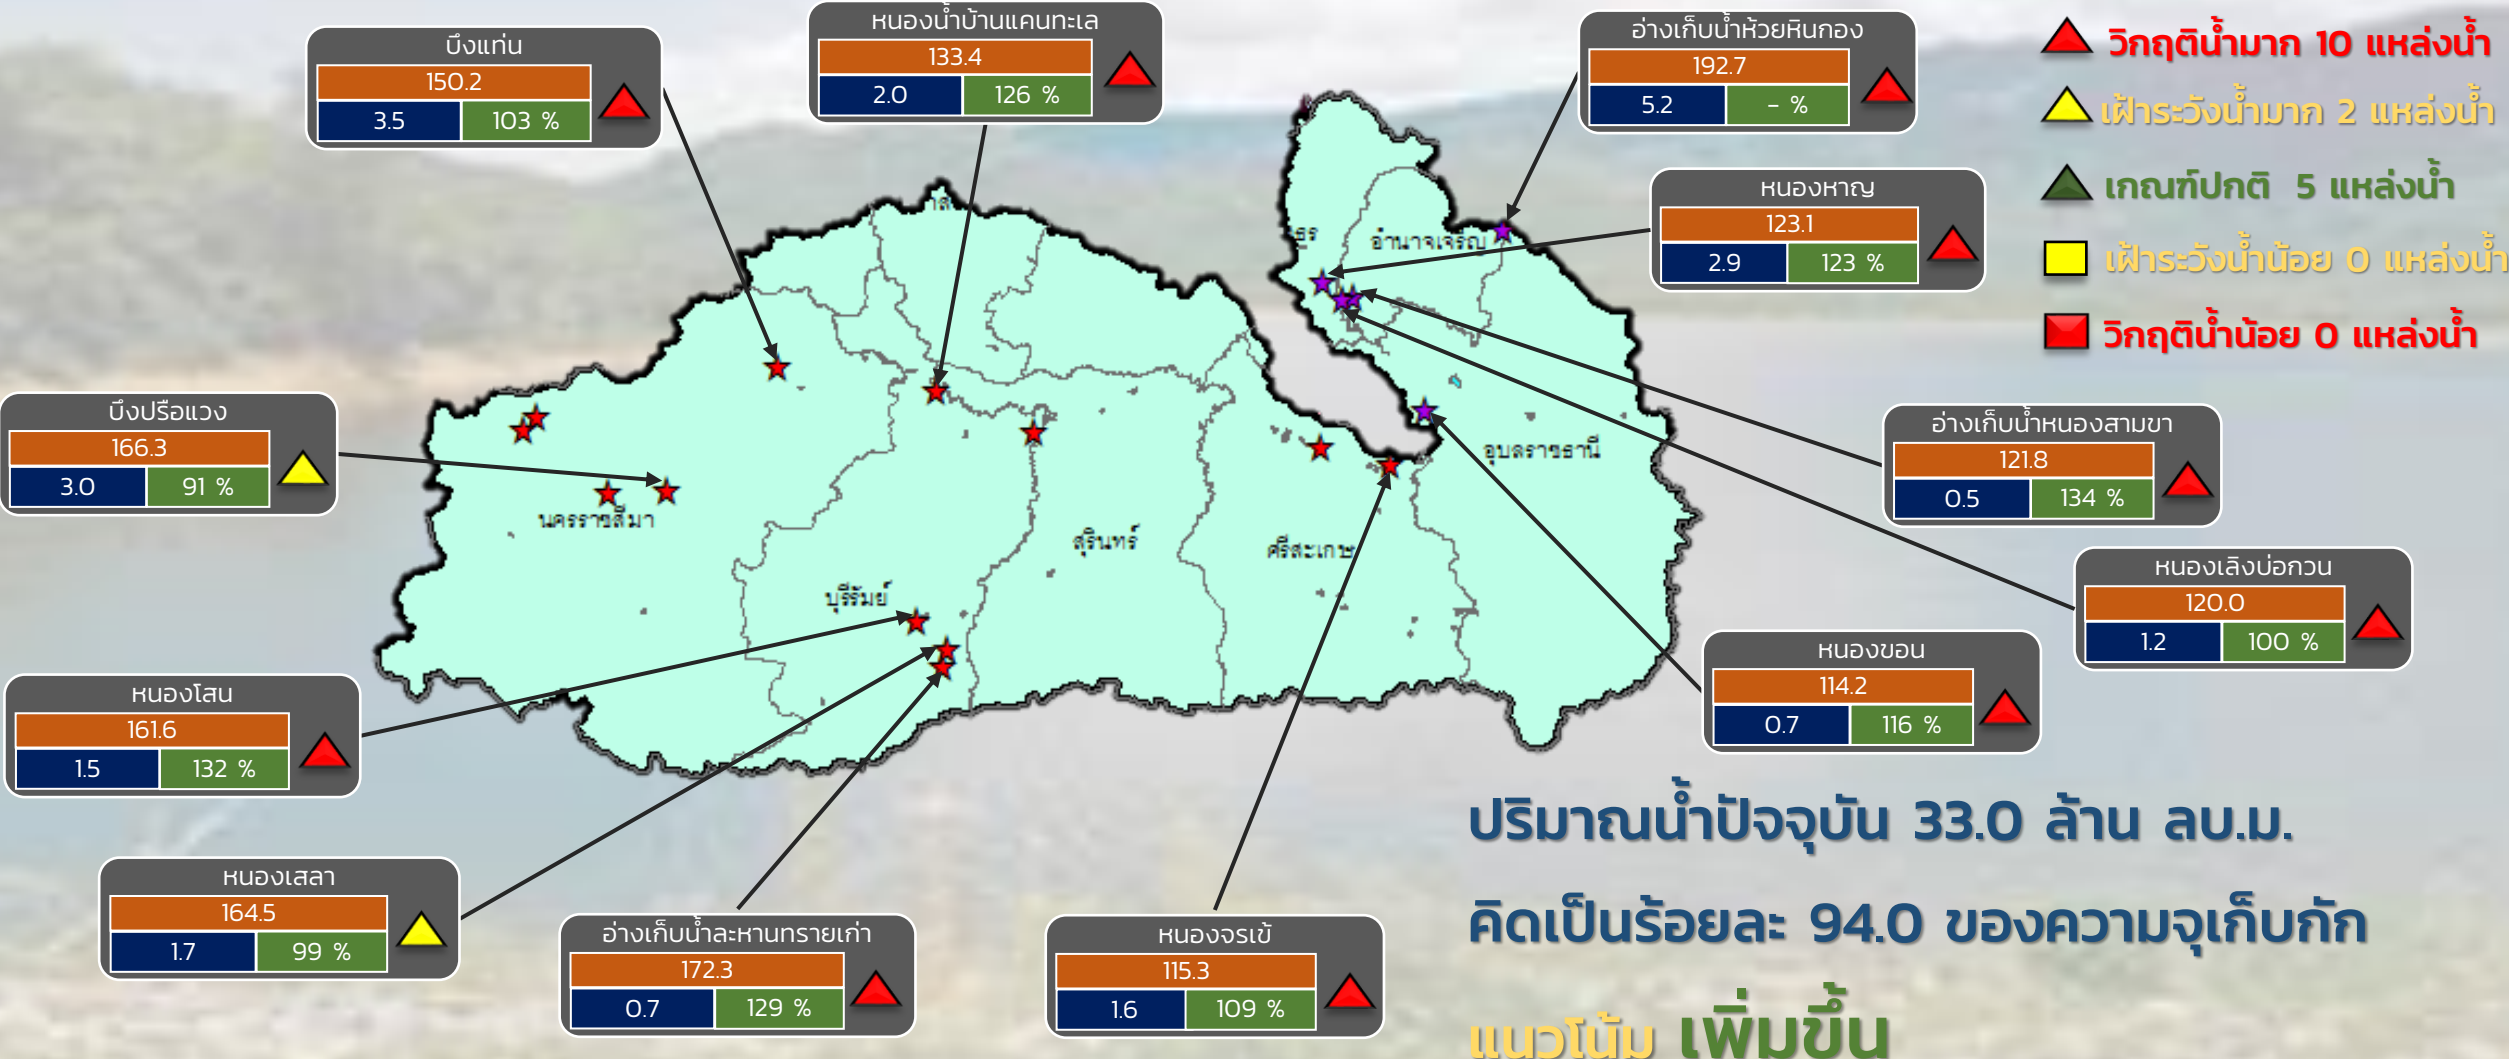 บึงแท่น
150.2
3.5 103 %
หนองน้ำบ้านแคนทะเล
133.4
2.0 126 %
อ่างเก็บน้ำห้วยหินกอง
192.7
5.2 - %
วิกฤติน้ำมาก 10 แหล่งน้ำ
เฝ้าระวังน้ำมาก 2 แหล่งน้ำ
เกณฑ์ปกติ 5 แหล่งน้ำ
เฝ้าระวังน้ำน้อย 0 แหล่งน้ำ
วิกฤติน้ำน้อย 0 แหล่งน้ำ
หนองหาญ
123.1
2.9 123 %
อำนาจเจริญ
บึงปรือแวง
166.3
3.0 91 %
อ่างเก็บน้ำหนองสามขา
121.8
0.5 134 %
อุบลราชธานี
นครราชสีมา
สุรินทร์
ศรีสะเกษ
บุรีรัมย์
หนองเลิงบ่อกวน
120.0
1.2 100 %
หนองขอน
114.2
0.7 116 %
หนองโสน
161.6
1.5 132 %
หนองเสลา
164.5
1.7 99 %
อ่างเก็บน้ำละหานทรายเก่า
172.3
0.7 129 %
หนองจรเข้
115.3
1.6 109 %
ปริมาณน้ำปัจจุบัน 33.0 ล้าน ลบ.ม.
คิดเป็นร้อยละ 94.0 ของความจุเก็บกัก
แนวโน้ม เพิ่มขึ้น